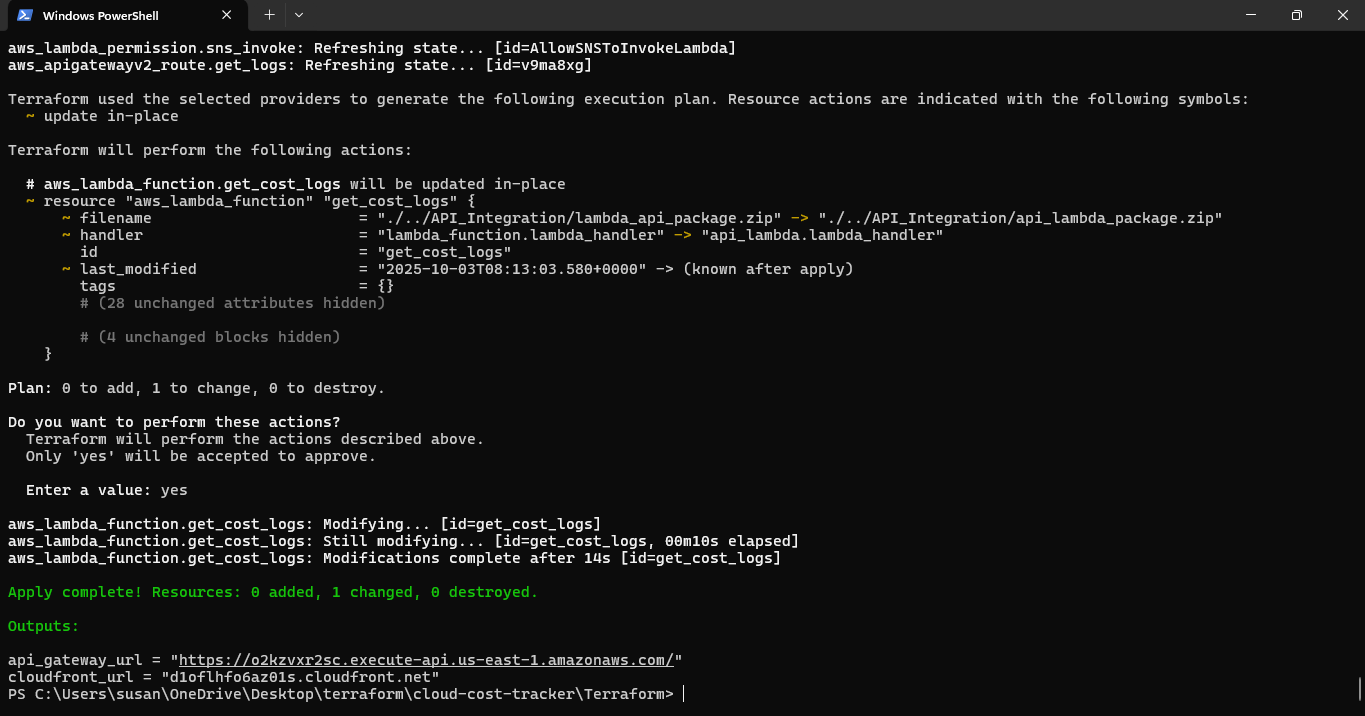 Windows PowerShell
aws_lambda_permission.sns_invoke: Refreshing state... [id=AllowSNSToInvokeLambda]
aws_apigatewayv2_route.get_logs: Refreshing state... [id=v9ma8xg]
Terraform used the selected providers to generate the following execution plan. Resource actions are indicated with the following symbols:
  ~ update in-place
Terraform will perform the following actions:
  # aws_lambda_function.get_cost_logs will be updated in-place
  ~ resource "aws_lambda_function" "get_cost_logs" {
      ~ filename                       = "./../API_Integration/lambda_api_package.zip" -> "./../API_Integration/api_lambda_package.zip"
      ~ handler                        = "lambda_function.lambda_handler" -> "api_lambda.lambda_handler"
        id                             = "get_cost_logs"
      ~ last_modified                  = "2025-10-03T08:13:03.580+0000" -> (known after apply)
        tags                           = {}
        # (28 unchanged attributes hidden)
        # (4 unchanged blocks hidden)
    }
Plan: 0 to add, 1 to change, 0 to destroy.
Do you want to perform these actions?
  Terraform will perform the actions described above.
  Only 'yes' will be accepted to approve.
  Enter a value: yes
aws_lambda_function.get_cost_logs: Modifying... [id=get_cost_logs]
aws_lambda_function.get_cost_logs: Still modifying... [id=get_cost_logs, 00m10s elapsed]
aws_lambda_function.get_cost_logs: Modifications complete after 14s [id=get_cost_logs]
Apply complete! Resources: 0 added, 1 changed, 0 destroyed.
Outputs:
api_gateway_url = "https://o2kzvxr2sc.execute-api.us-east-1.amazonaws.com/"
cloudfront_url = "d1oflhfo6az01s.cloudfront.net"
PS C:\Users\susan\OneDrive\Desktop\terraform\cloud-cost-tracker\Terraform>